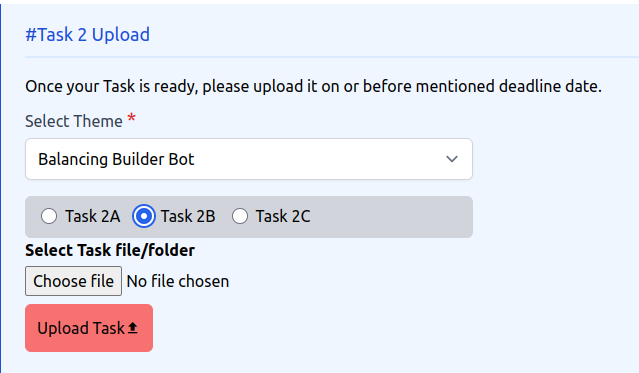 #Task 2 Upload
Once your Task is ready, please upload it on or before mentioned deadline date.
Select Theme *
Balancing Builder Bot
Task 2A Task 2B Task 2C
Select Task file/folder
Choose file No file chosen
Upload Task